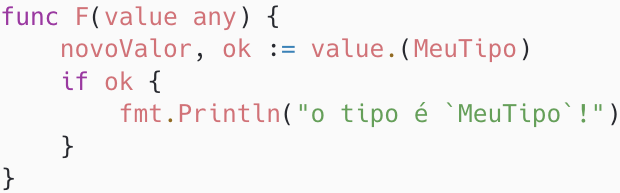 func F(value any) {
    novoValor, ok := value.(MeuTipo)
    if ok {
        fmt.Println("o tipo é `MeuTipo`!")
    }
}